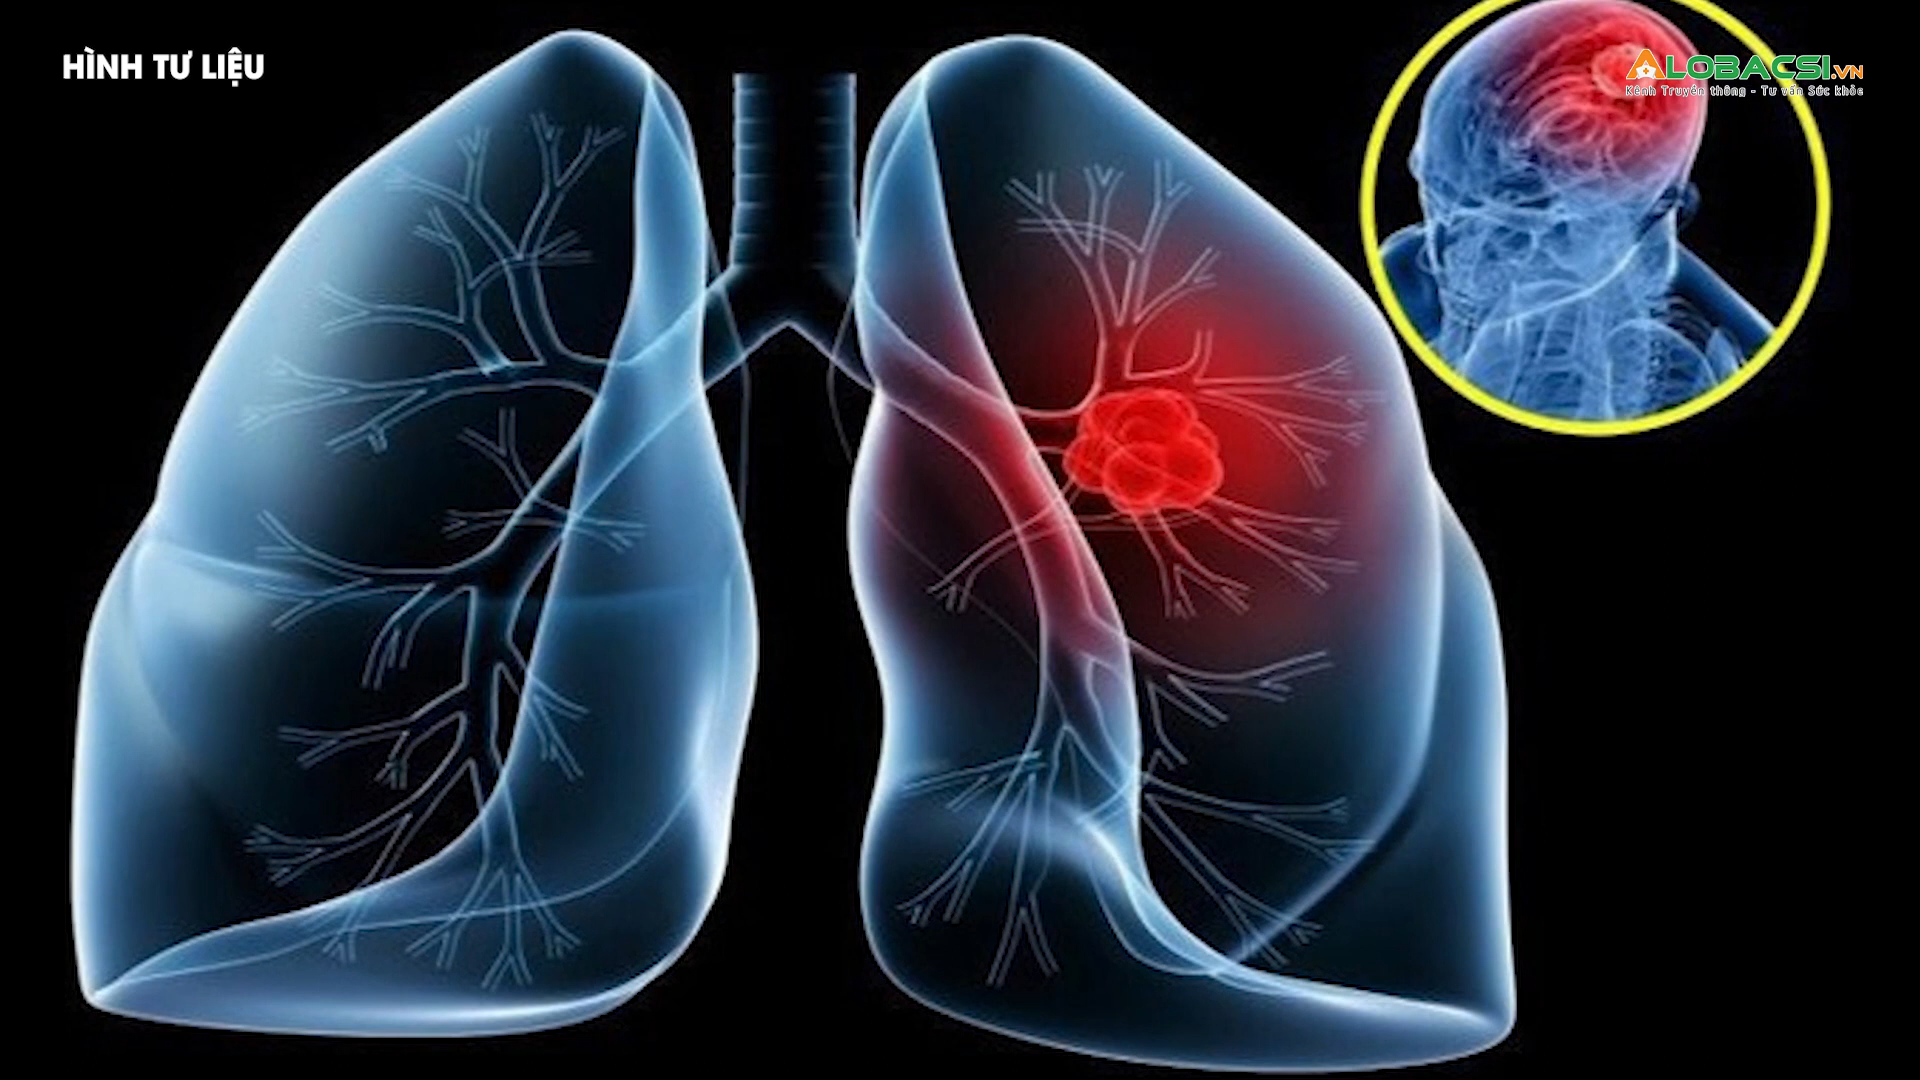 HÌNH TƯ LIỆU
ALOBACSI.VN
Kênh Truyền thông - Tư vấn Sức khỏe